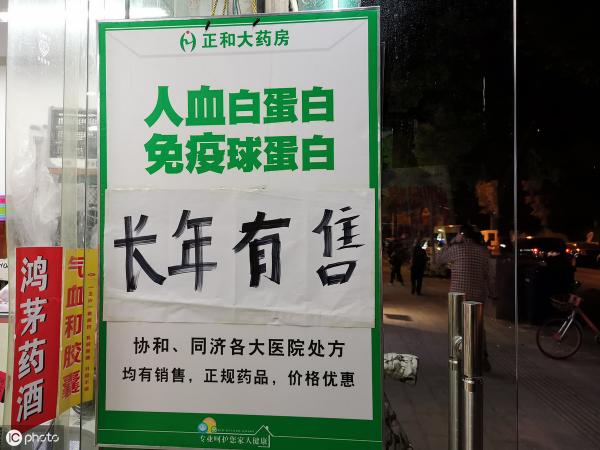 正和大药房
人血白蛋白
免疫球蛋白
长年有售
协和、同济各大医院处方
均有销售，正规药品，价格优惠
专业呵护您家人健康
鸿茅药酒
气血和胶囊
iC photo